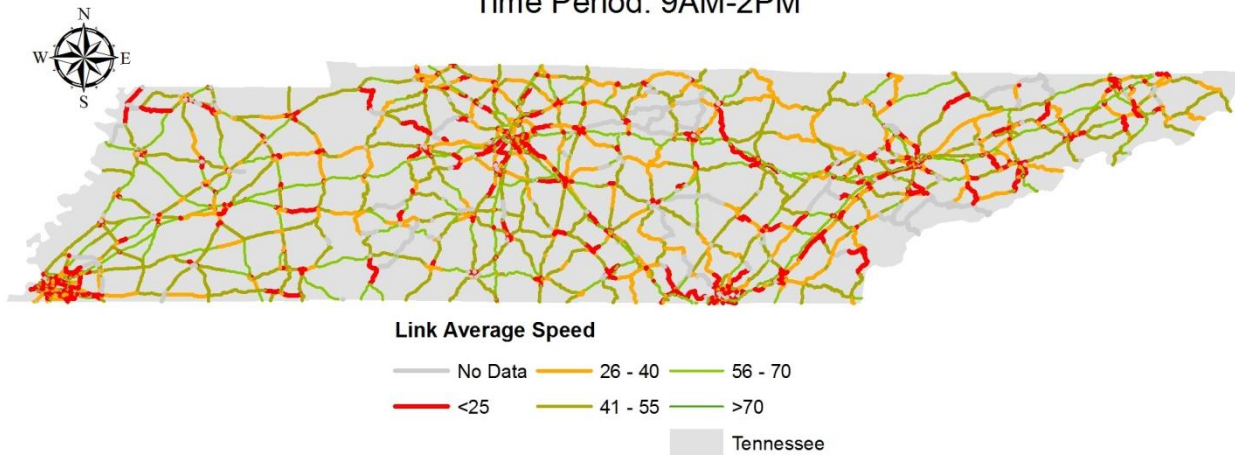 Time Period: 9AM-2PM
N
W E
S
Link Average Speed
No Data 26 - 40 56 - 70
<25 41 - 55 >70
Tennessee